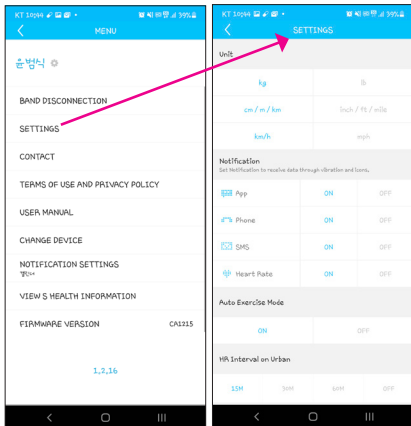 KT 10:44
39%
MENU
윤범식
BAND DISCONNECTION
SETTINGS
CONTACT
TERMS OF USE AND PRIVACY POLICY
USER MANUAL
CHANGE DEVICE
NOTIFICATION SETTINGS
VIEW S HEALTH INFORMATION
FIRMWARE VERSION CA1215
1,2,16
KT 10:44
39%
SETTINGS
Unit
kg lb
cm / m / km inch / ft / mile
km/h mph
Notification
Set Notification to receive data through vibration and icons.
App ON OFF
Phone ON OFF
SMS ON OFF
Heart Rate ON OFF
Auto Exercise Mode
ON OFF
HR Interval on Urban
15M 30M 60M OFF